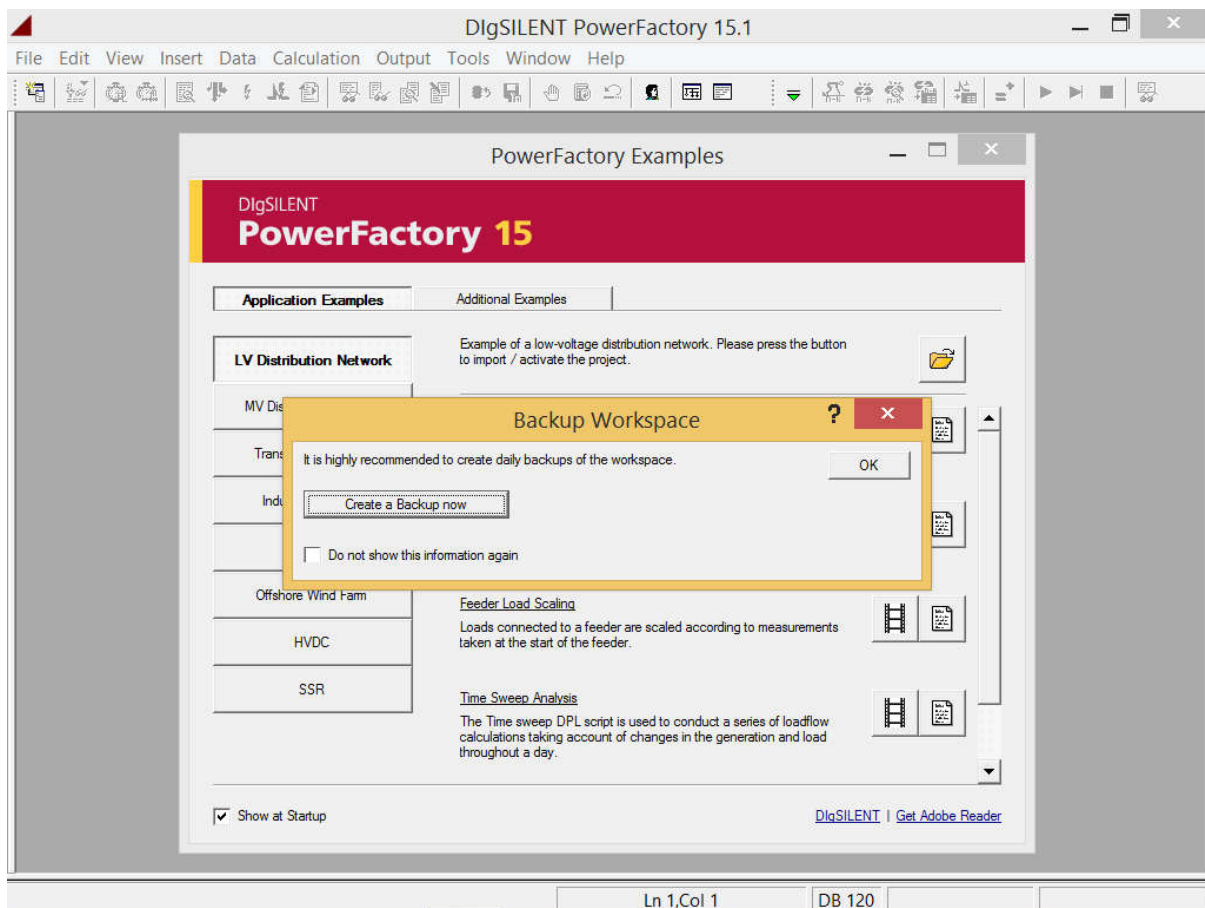 DIgSILENT PowerFactory 15.1
File Edit View Insert Data Calculation Output Tools Window Help
PowerFactory Examples
DIgSILENT
PowerFactory 15
Application Examples
Additional Examples
LV Distribution Network
Example of a low-voltage distribution network. Please press the button
to import / activate the project.
MV Dis
Trans
Indu
Backup Workspace
It is highly recommended to create daily backups of the workspace.
OK
Create a Backup now
Do not show this information again
Offshore Wind Farm
HVDC
SSR
Feeder Load Scaling
Loads connected to a feeder are scaled according to measurements
taken at the start of the feeder.
Time Sweep Analysis
The Time sweep DPL script is used to conduct a series of loadflow
calculations taking account of changes in the generation and load
throughout a day.
Show at Startup
DIgSILENT | Get Adobe Reader
Ln 1,Col 1
DB 120